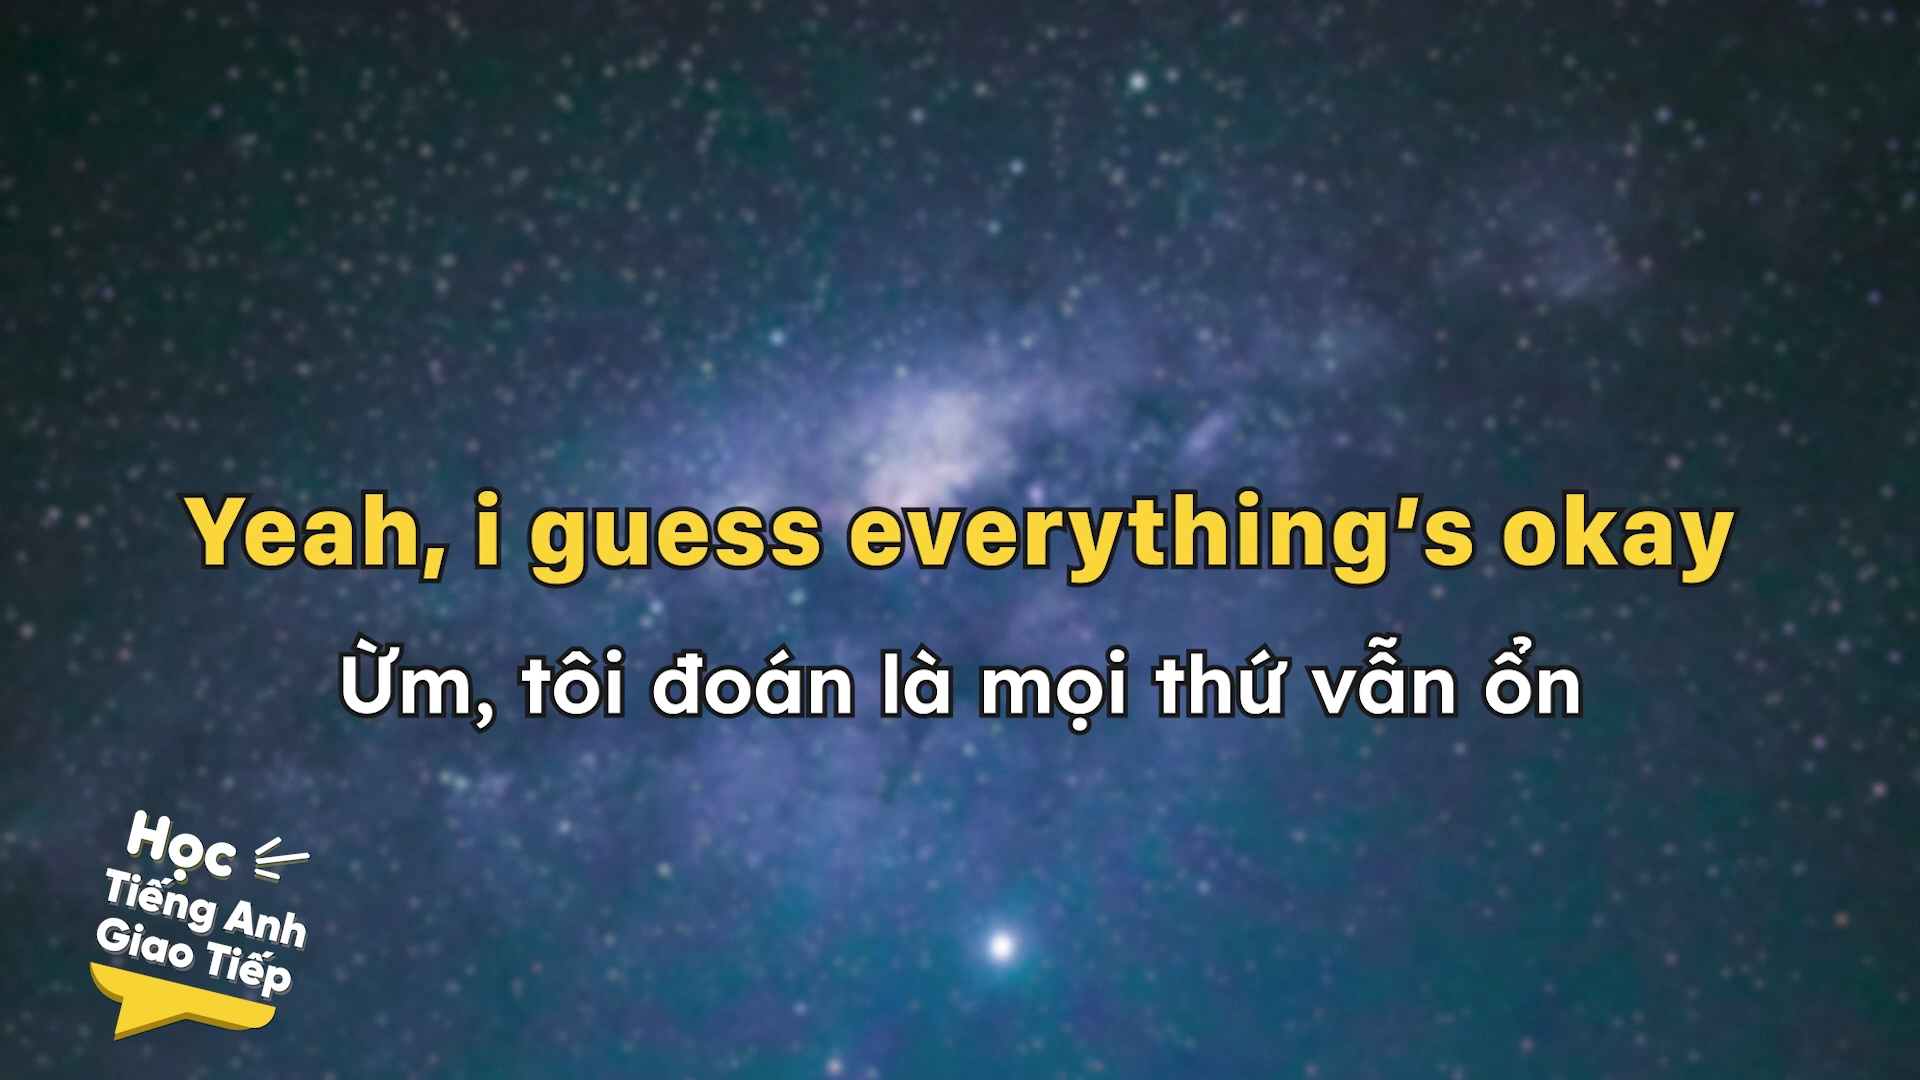 Yeah, i guess everything's okay
Ừm, tôi đoán là mọi thứ vẫn ổn
Học
Tiếng Anh
Giao Tiếp